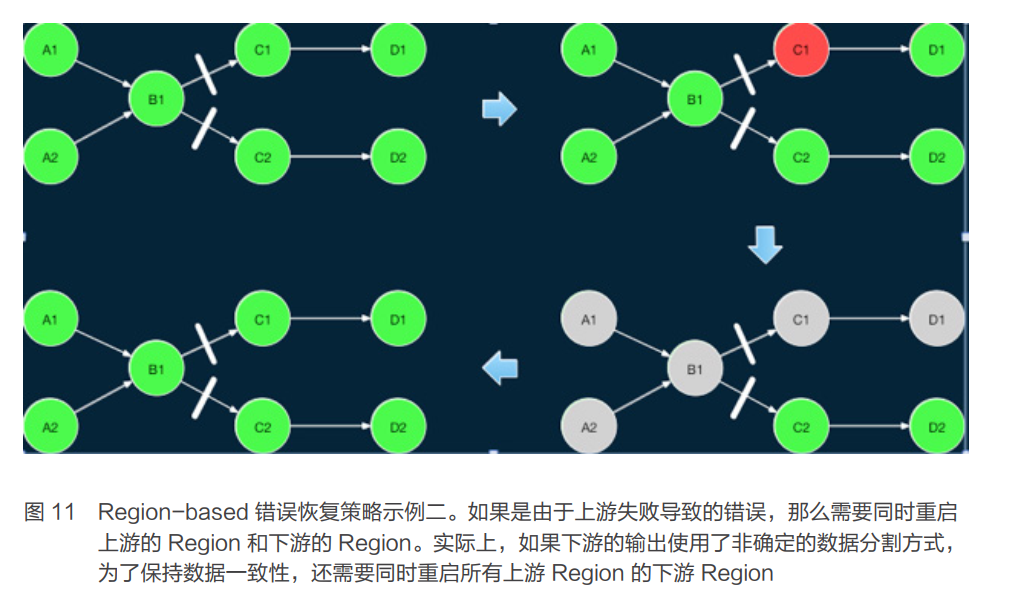 A1 C1 D1 A1 C1 D1
B1 B1
A2 C2 D2 A2 C2 D2
A1 C1 D1 A1 C1 D1
B1 B1
A2 C2 D2 A2 C2 D2
图 11 Region-based 错误恢复策略示例二。如果是由于上游失败导致的错误，那么需要同时重启
上游的 Region 和下游的 Region。实际上，如果下游的输出使用了非确定的数据分割方式，
为了保持数据一致性，还需要同时重启所有上游 Region 的下游 Region